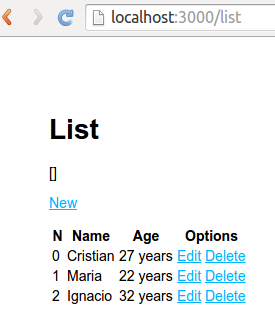 localhost:3000/list
List
[]
New
N Name Age Options
0 Cristian 27 years Edit Delete
1 Maria 22 years Edit Delete
2 Ignacio 32 years Edit Delete